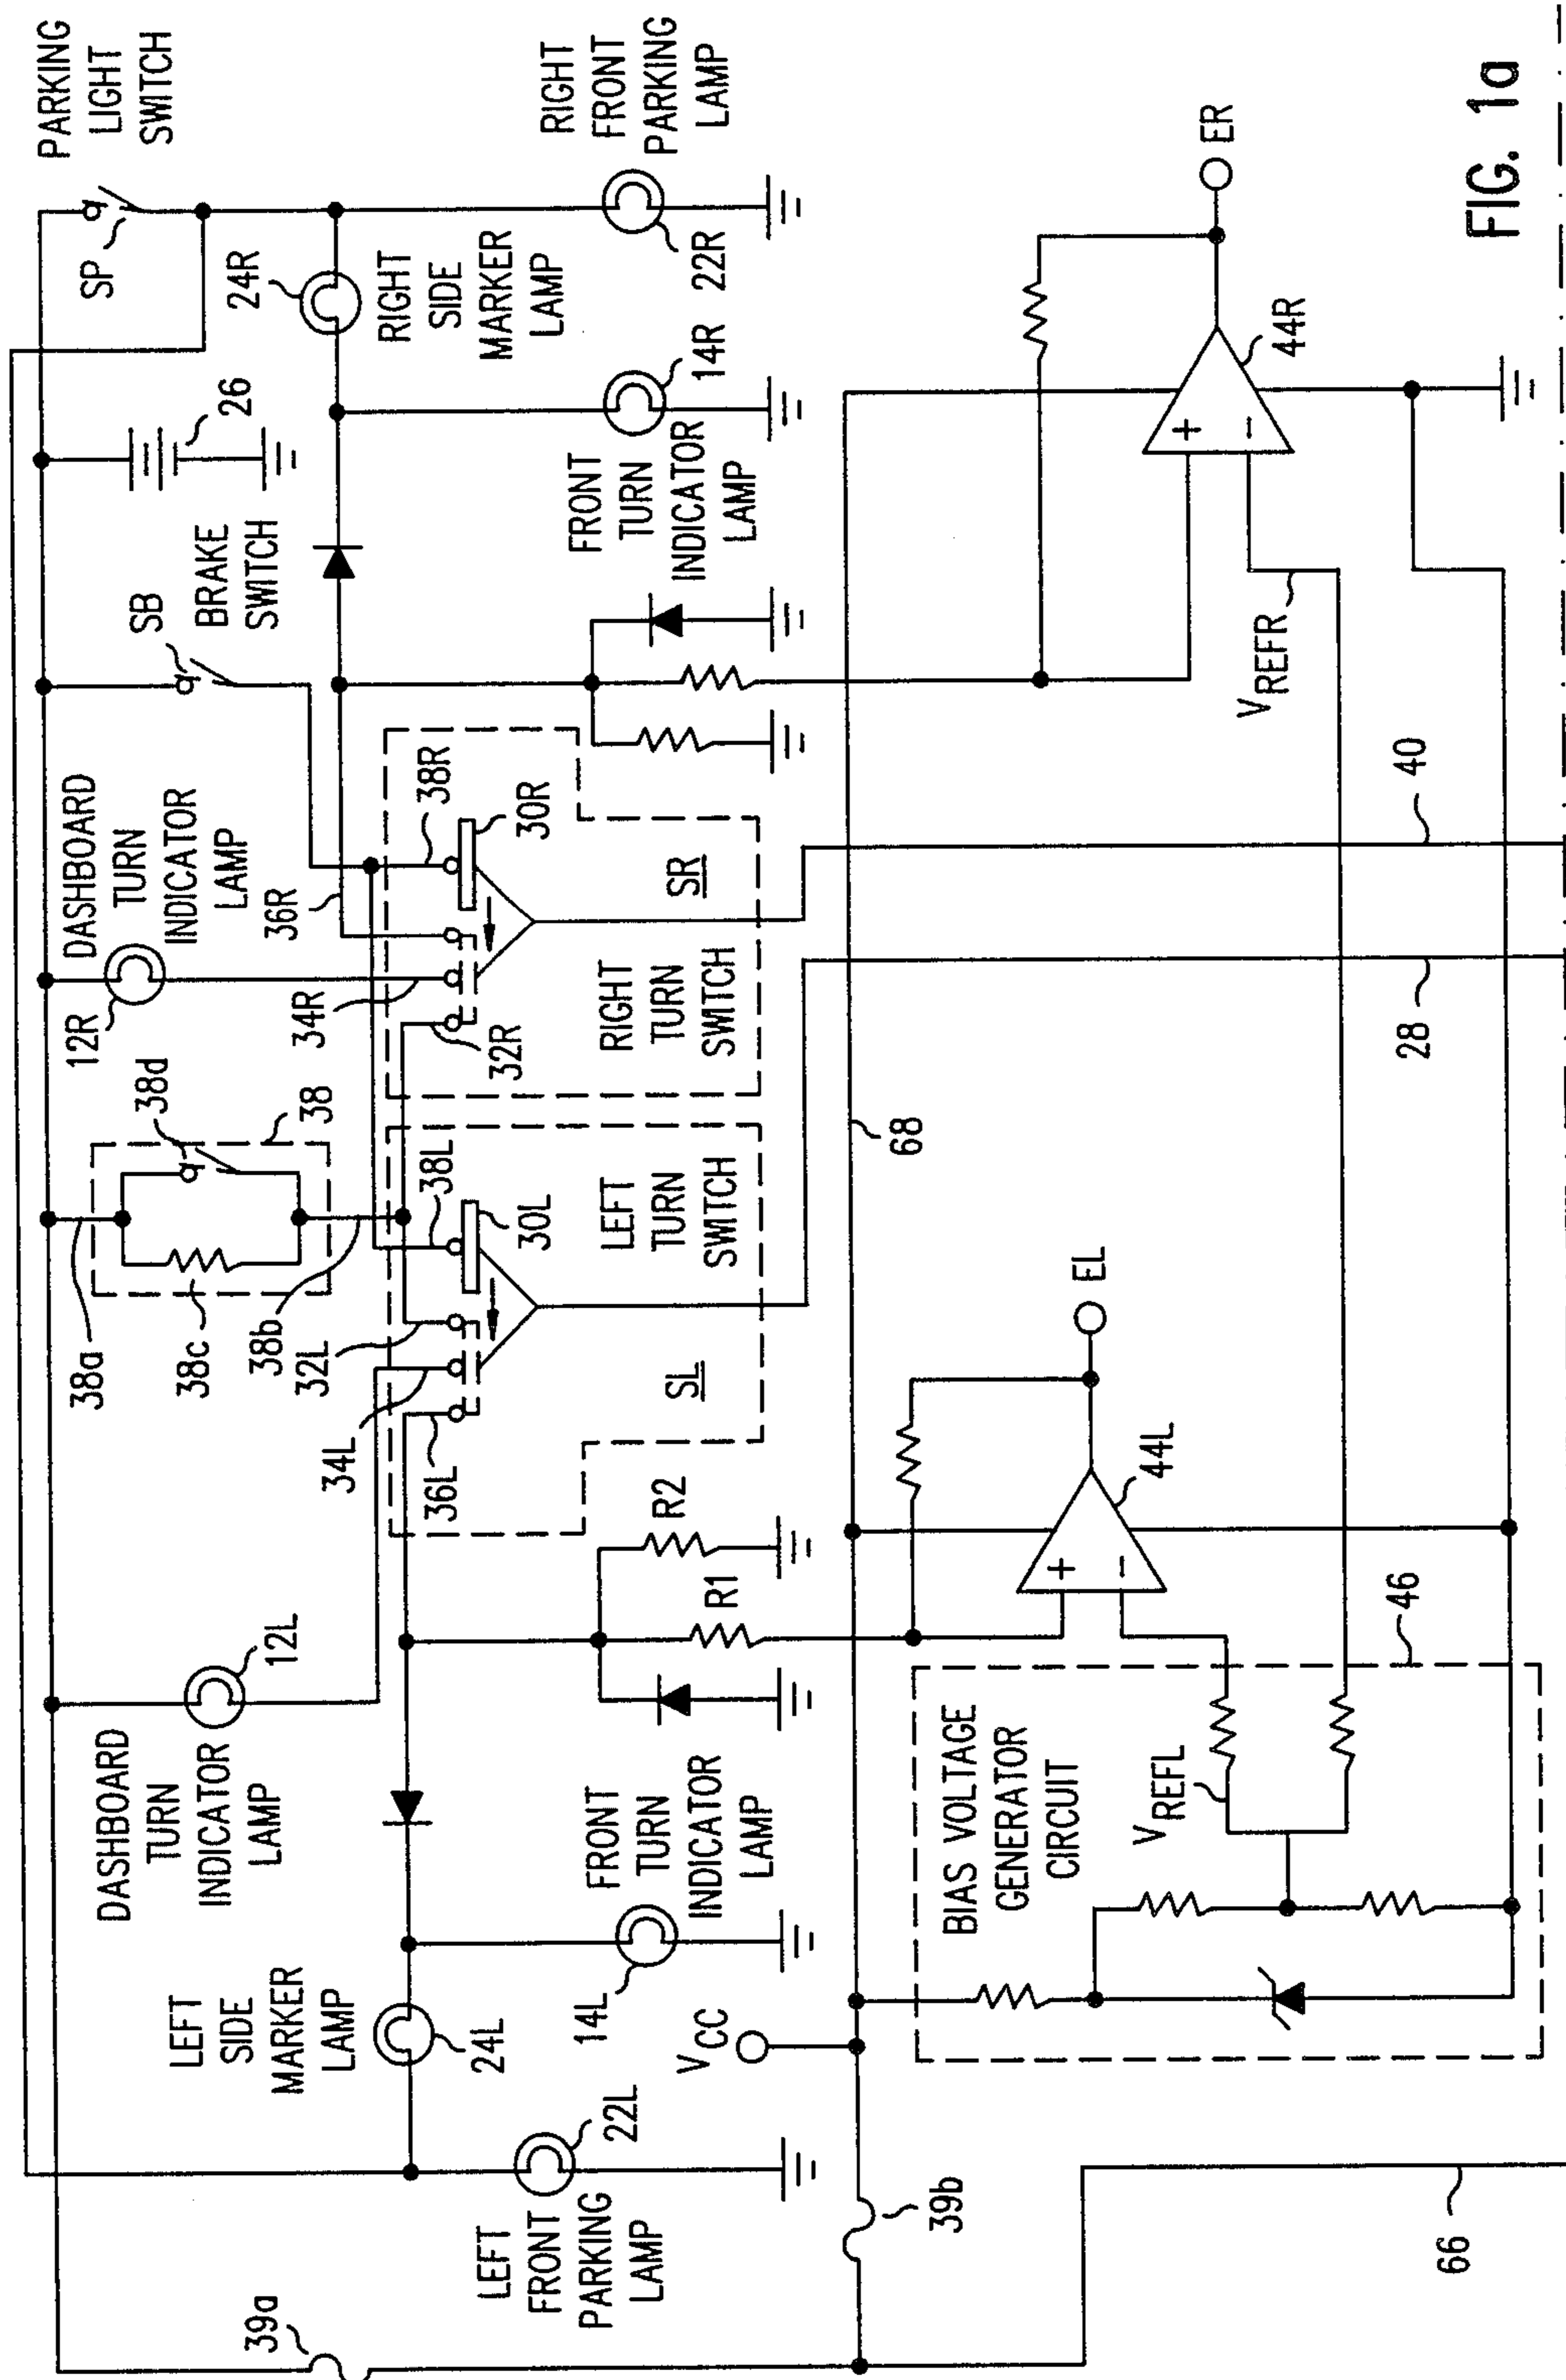 PARKING
LIGHT
SWITCH
SP
24R
RIGHT
SIDE
MARKER
LAMP
22R
RIGHT
FRONT
PARKING
LAMP
26
14R
FRONT
TURN
INDICATOR
LAMP
BRAKE
SWITCH
SB
DASHBOARD
TURN
INDICATOR
LAMP
12R
36R
34R
38R
30R
32R
SR
RIGHT
TURN
SWITCH
38d
38
38a
38c
38b
32L
34L
36L
38L
30L
SL
LEFT
TURN
SWITCH
R2
R1
12L
DASHBOARD
TURN
INDICATOR
LAMP
FRONT
TURN
INDICATOR
LAMP
14L
LEFT
SIDE
MARKER
LAMP
24L
22L
LEFT
FRONT
PARKING
LAMP
39a
39b
VCC
68
28
40
+
-
44R
ER
VREFR
+
-
44L
EL
46
BIAS VOLTAGE
GENERATOR
CIRCUIT
VREFL
66
FIG. 1a